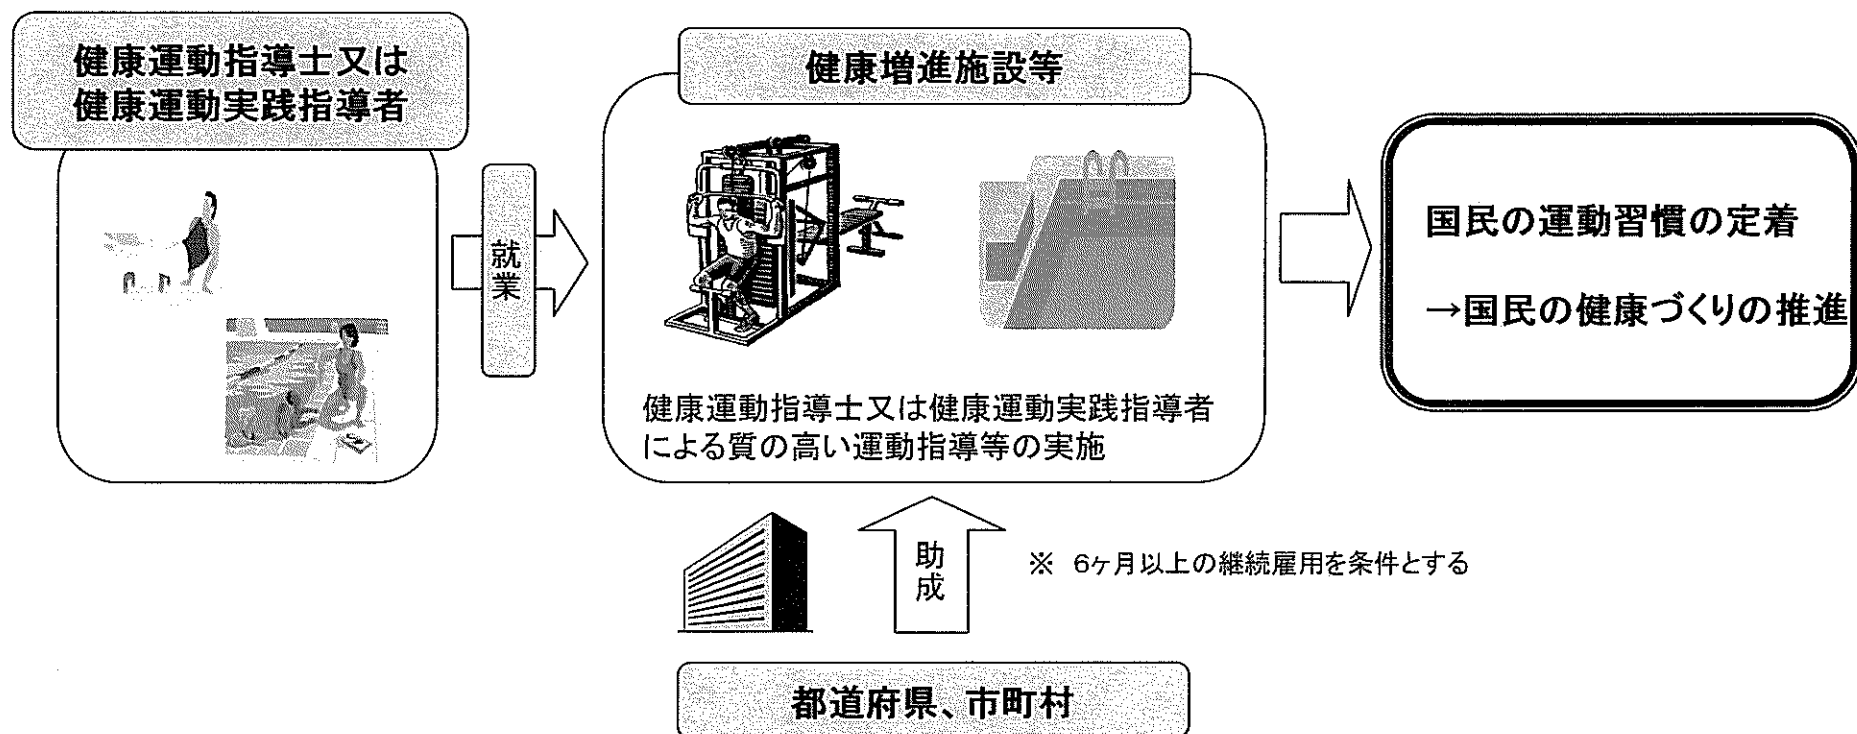 健康運動指導士又は
健康運動実践指導者
就業
健康増進施設等
健康運動指導士又は健康運動実践指導者
による質の高い運動指導等の実施
国民の運動習慣の定着
→国民の健康づくりの推進
助成
※ 6ヶ月以上の継続雇用を条件とする
都道府県、市町村